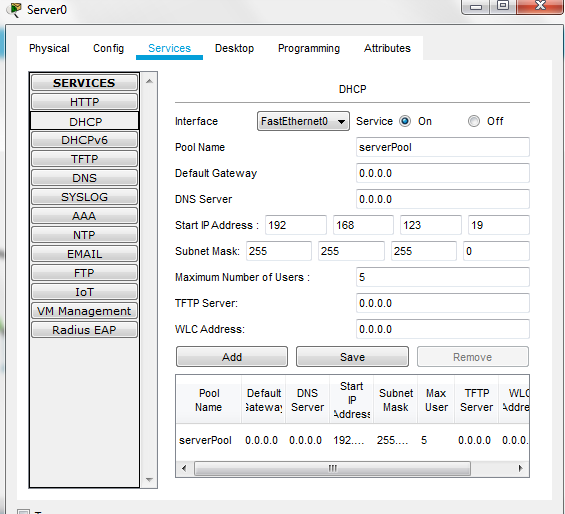 Server0
Physical Config Services Desktop Programming Attributes
SERVICES
HTTP
DHCP
DHCPv6
TFTP
DNS
SYSLOG
AAA
NTP
EMAIL
FTP
IoT
VM Management
Radius EAP
DHCP
Interface FastEthernet0 Service On Off
Pool Name serverPool
Default Gateway 0.0.0.0
DNS Server 0.0.0.0
Start IP Address : 192 168 123 19
Subnet Mask: 255 255 255 0
Maximum Number of Users : 5
TFTP Server: 0.0.0.0
WLC Address: 0.0.0.0
Add Save Remove
Pool Name Default Gateway DNS Server Start IP Address Subnet Mask Max User TFTP Server WLC Addre
serverPool 0.0.0.0 0.0.0.0 192.... 255.... 5 0.0.0.0 0.0.0.